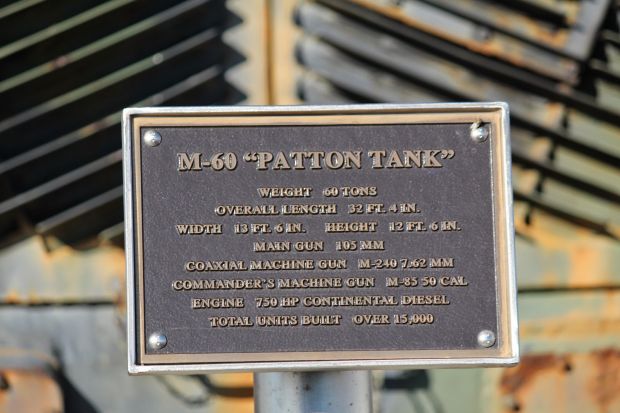 M-60 “PATTON TANK”
WEIGHT 60 TONS
OVERALL LENGTH 32 FT. 4 IN.
WIDTH 13 FT. 6 IN. HEIGHT 12 FT. 6 IN.
MAIN GUN 105 MM
COAXIAL MACHINE GUN M-240 7.62 MM
COMMANDER'S MACHINE GUN M-85 50 CAL
ENGINE 750 HP CONTINENTAL DIESEL
TOTAL UNITS BUILT OVER 15,000